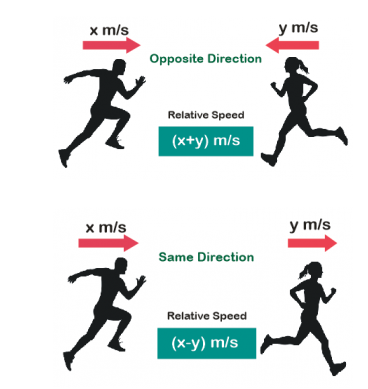 x m/s
y m/s
Opposite Direction
Relative Speed
(x+y) m/s
x m/s
y m/s
Same Direction
Relative Speed
(x-y) m/s